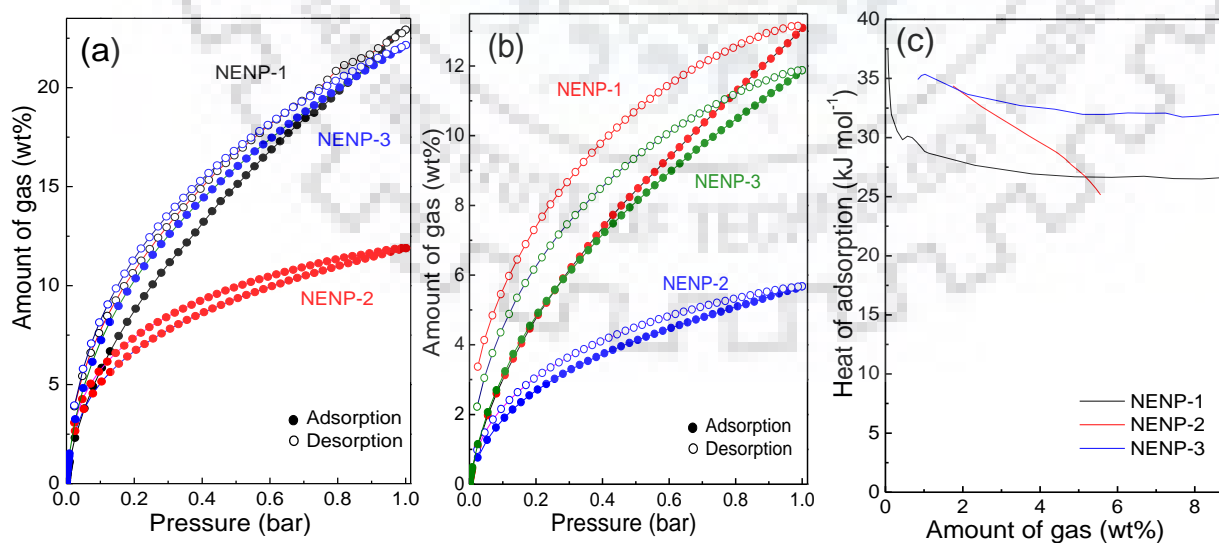 (a)
NENP-1
NENP-3
NENP-2
Adsorption
Desorption
Amount of gas (wt%)
0
5
10
15
20
0.0 0.2 0.4 0.6 0.8 1.0
Pressure (bar)
(b)
NENP-1
NENP-3
NENP-2
Adsorption
Desorption
Amount of gas (wt%)
0
2
4
6
8
10
12
0.2 0.4 0.6 0.8 1.0
Pressure (bar)
(c)
Heat of adsorption (kJ mol⁻¹)
40
35
30
25
20
15
10
5
0
NENP-1
NENP-2
NENP-3
0 2 4 6 8
Amount of gas (wt%)